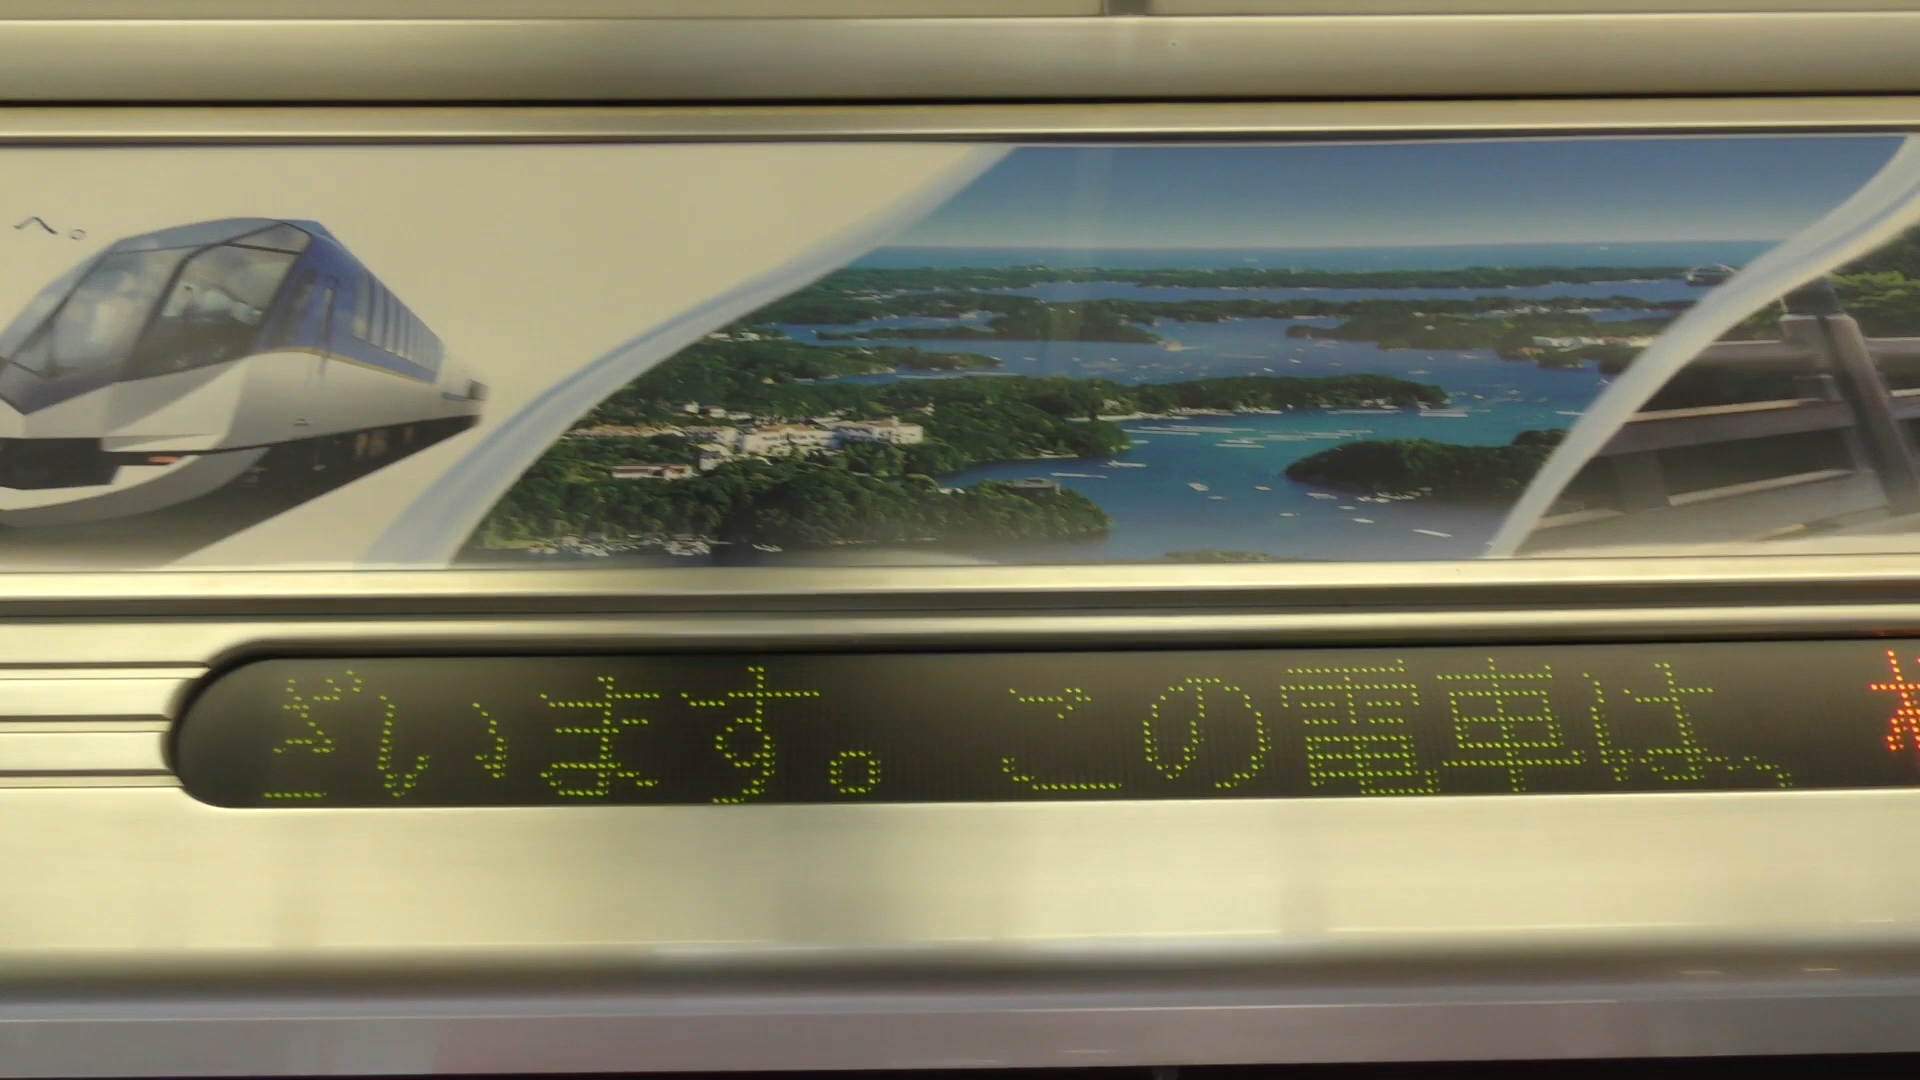 へ。
ざいます。 この電車は、